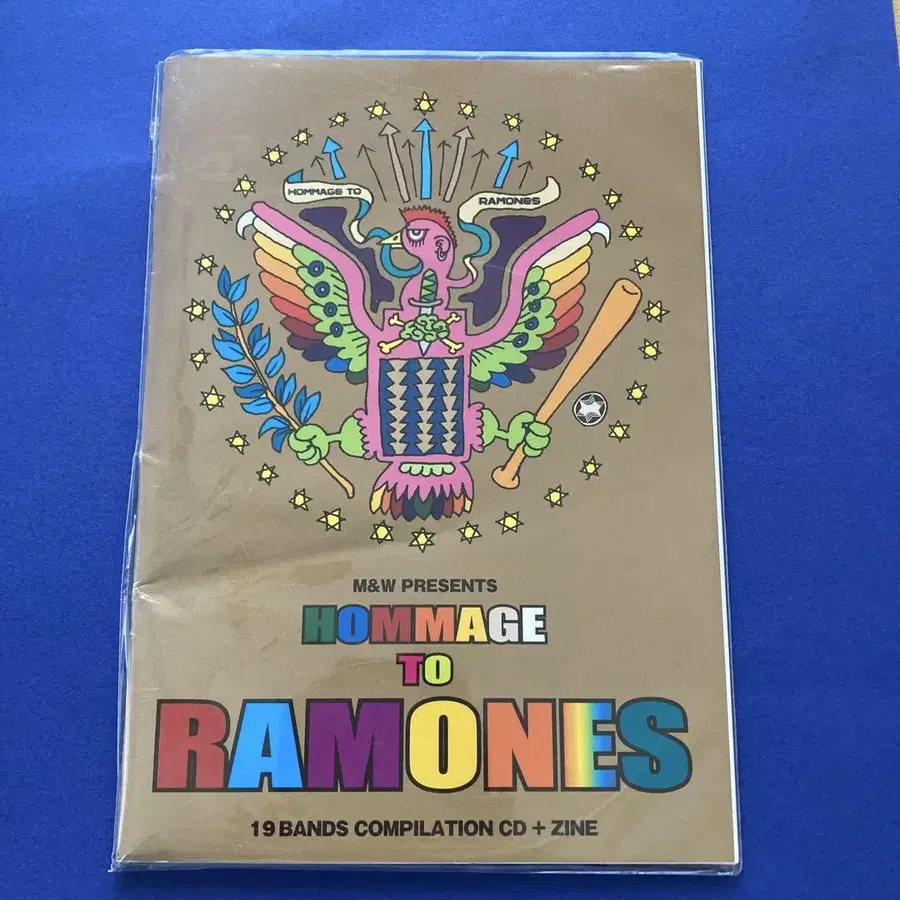 HOMMAGE TO
RAMONES
M&W PRESENTS
HOMMAGE
TO
RAMONES
19 BANDS COMPILATION CD + ZINE